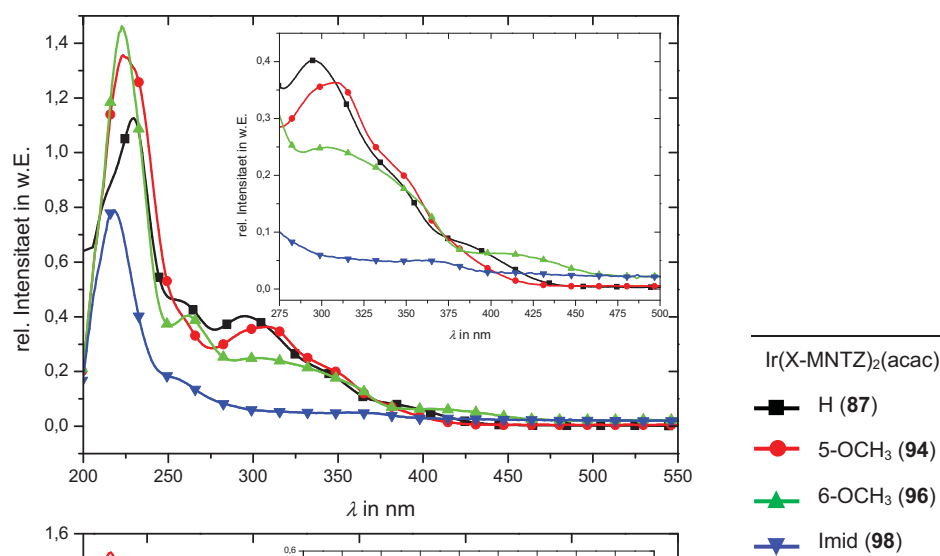 1,4
1,2
1,0
0,8
0,6
0,4
0,2
0,0
rel. Intensitaet in w.E.
200 250 300 350 400 450 500 550
λ in nm
0,4
0,3
0,2
0,1
0,0
rel. Intensitaet in w.E.
275 300 325 350 375 400 425 450 475 500
λ in nm
Ir(X-MNTZ)₂(acac)
H (87)
5-OCH₃ (94)
6-OCH₃ (96)
Imid (98)
1,6
0,6